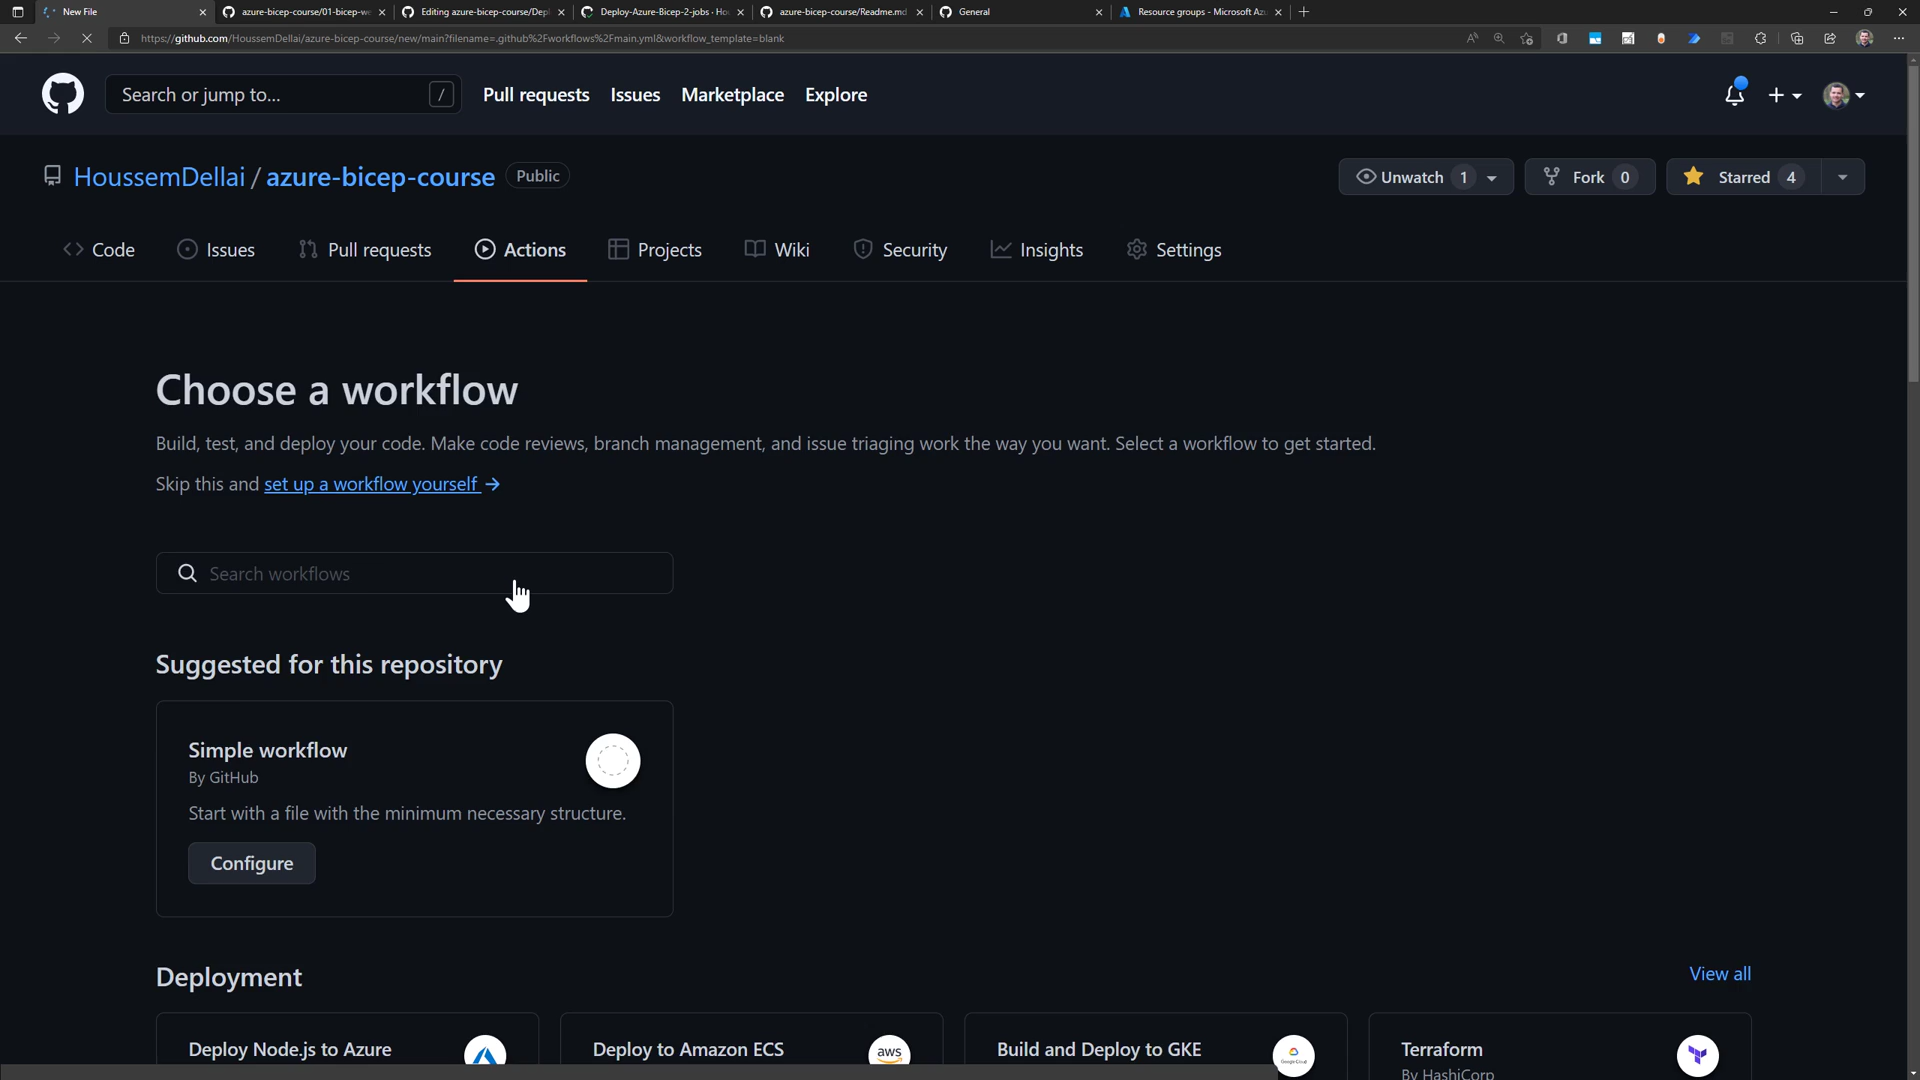 New File
azure-bicep-course/01-bicep-we
Editing azure-bicep-course/Depl
Deploy-Azure-Bicep-2-jobs · Ho
azure-bicep-course/Readme.md
General
Resource groups - Microsoft Az
https://github.com/HoussemDellai/azure-bicep-course/new/main?filename=.github%2Fworkflows%2Fmain.yml&workflow_template=blank
Search or jump to...
/
Pull requests
Issues
Marketplace
Explore
HoussemDellai / azure-bicep-course
Public
Unwatch 1
Fork 0
Starred 4
Code
Issues
Pull requests
Actions
Projects
Wiki
Security
Insights
Settings
Choose a workflow
Build, test, and deploy your code. Make code reviews, branch management, and issue triaging work the way you want. Select a workflow to get started.
Skip this and set up a workflow yourself →
Search workflows
Suggested for this repository
Simple workflow
By GitHub
Start with a file with the minimum necessary structure.
Configure
Deployment
View all
Deploy Node.js to Azure
Deploy to Amazon ECS
aws
Build and Deploy to GKE
Google Cloud
Terraform
By HashiCorp